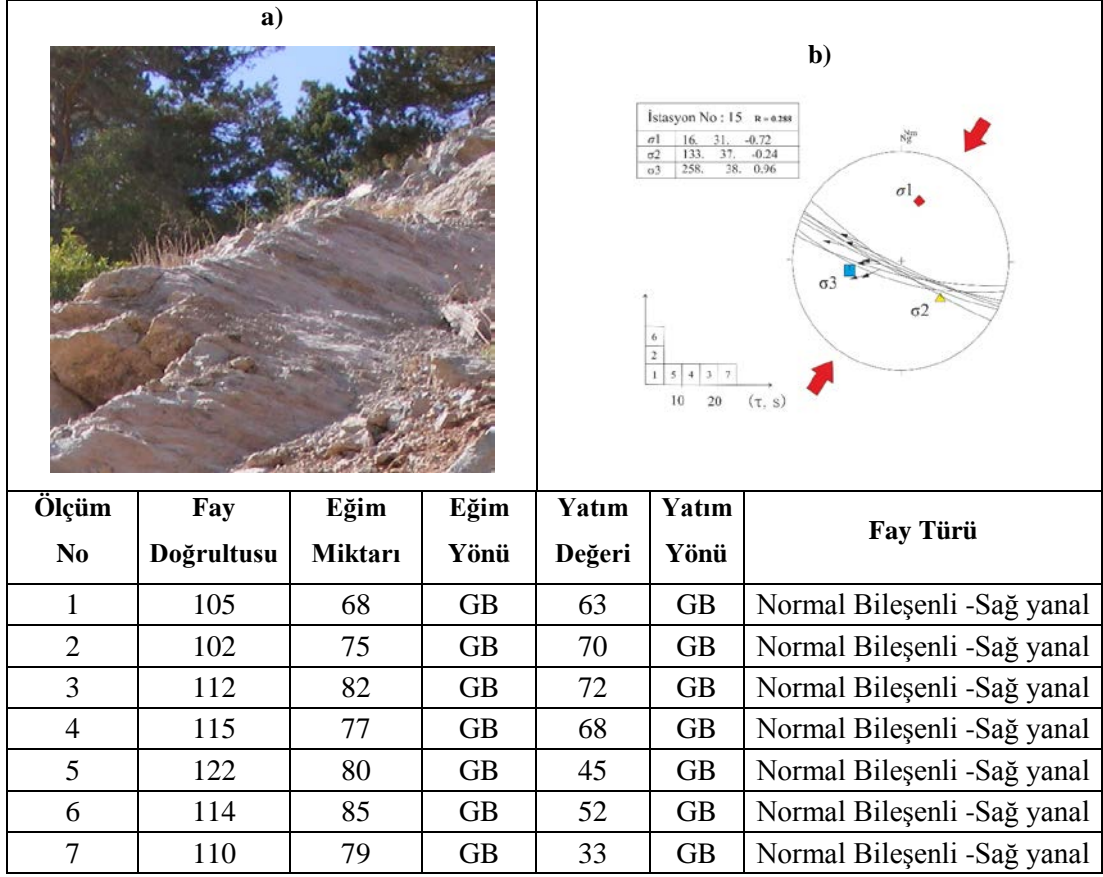 a)
b)
İstasyon No : 15 R = 0.288
σ1 16. 31. -0.72
σ2 133. 37. -0.24
σ3 258. 38. 0.96
Nm
Ng
σ1
σ3
σ2
6
2
1 5 4 3 7
10 20 (τ, s)
Ölçüm No Fay Doğrultusu Eğim Miktarı Eğim Yönü Yatım Değeri Yatım Yönü Fay Türü
1 105 68 GB 63 GB Normal Bileşenli -Sağ yanal
2 102 75 GB 70 GB Normal Bileşenli -Sağ yanal
3 112 82 GB 72 GB Normal Bileşenli -Sağ yanal
4 115 77 GB 68 GB Normal Bileşenli -Sağ yanal
5 122 80 GB 45 GB Normal Bileşenli -Sağ yanal
6 114 85 GB 52 GB Normal Bileşenli -Sağ yanal
7 110 79 GB 33 GB Normal Bileşenli -Sağ yanal